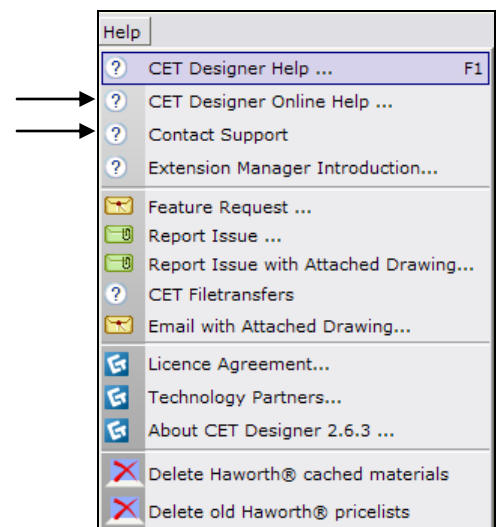 Help
CET Designer Help ... F1
CET Designer Online Help ...
Contact Support
Extension Manager Introduction...
Feature Request ...
Report Issue ...
Report Issue with Attached Drawing...
CET Filetransfers
Email with Attached Drawing...
Licence Agreement...
Technology Partners...
About CET Designer 2.6.3 ...
Delete Haworth® cached materials
Delete old Haworth® pricelists